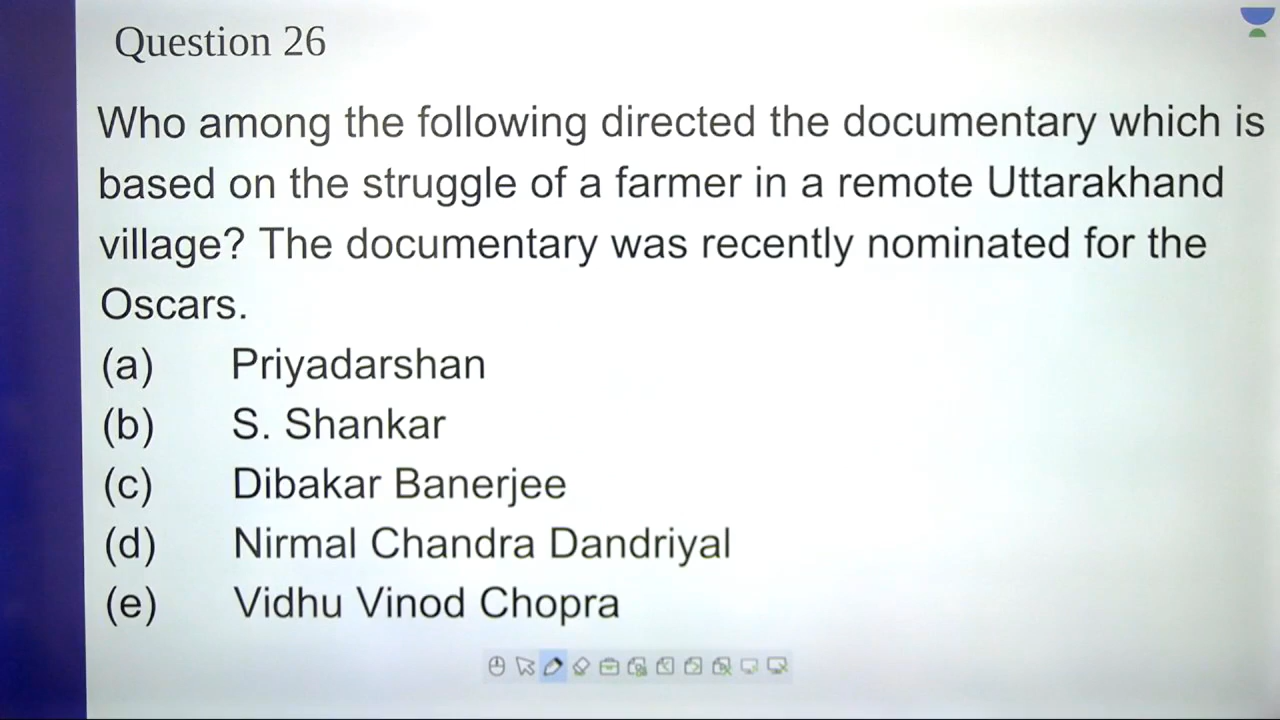 Question 26
Who among the following directed the documentary which is
based on the struggle of a farmer in a remote Uttarakhand
village? The documentary was recently nominated for the
Oscars.
(a) Priyadarshan
(b) S. Shankar
(c) Dibakar Banerjee
(d) Nirmal Chandra Dandriyal
(e) Vidhu Vinod Chopra